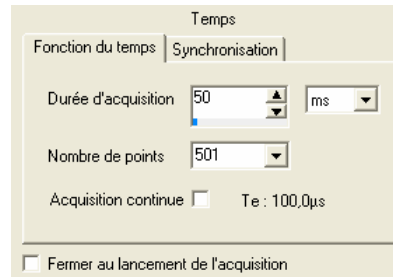 Temps
Fonction du temps Synchronisation
Durée d'acquisition 50 ms
Nombre de points 501
Acquisition continue Te : 100,0µs
Fermer au lancement de l'acquisition